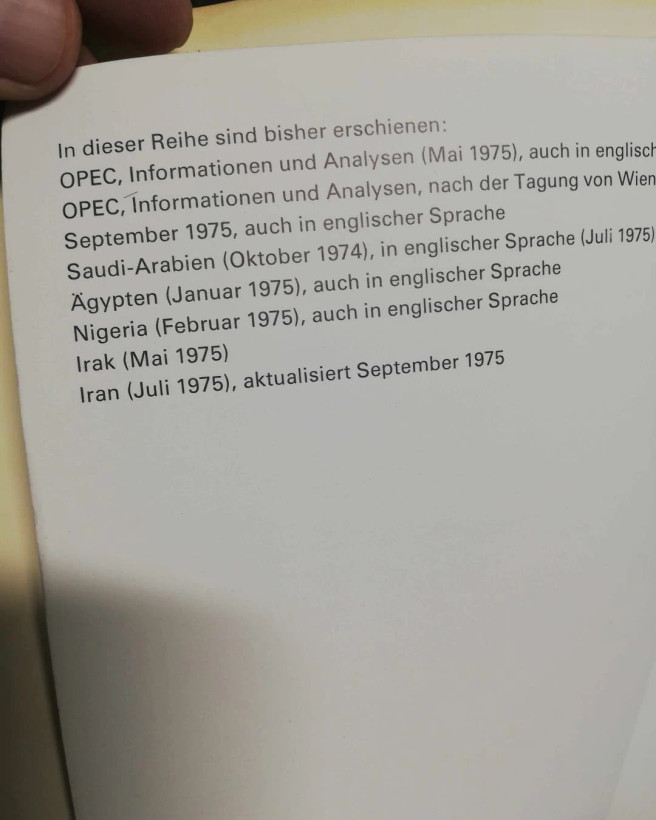 In dieser Reihe sind bisher erschienen:
OPEC, Informationen und Analysen (Mai 1975), auch in englisch
OPEC, Informationen und Analysen, nach der Tagung von Wien
September 1975, auch in englischer Sprache
Saudi-Arabien (Oktober 1974), in englischer Sprache (Juli 1975)
Ägypten (Januar 1975), auch in englischer Sprache
Nigeria (Februar 1975), auch in englischer Sprache
Irak (Mai 1975)
Iran (Juli 1975), aktualisiert September 1975